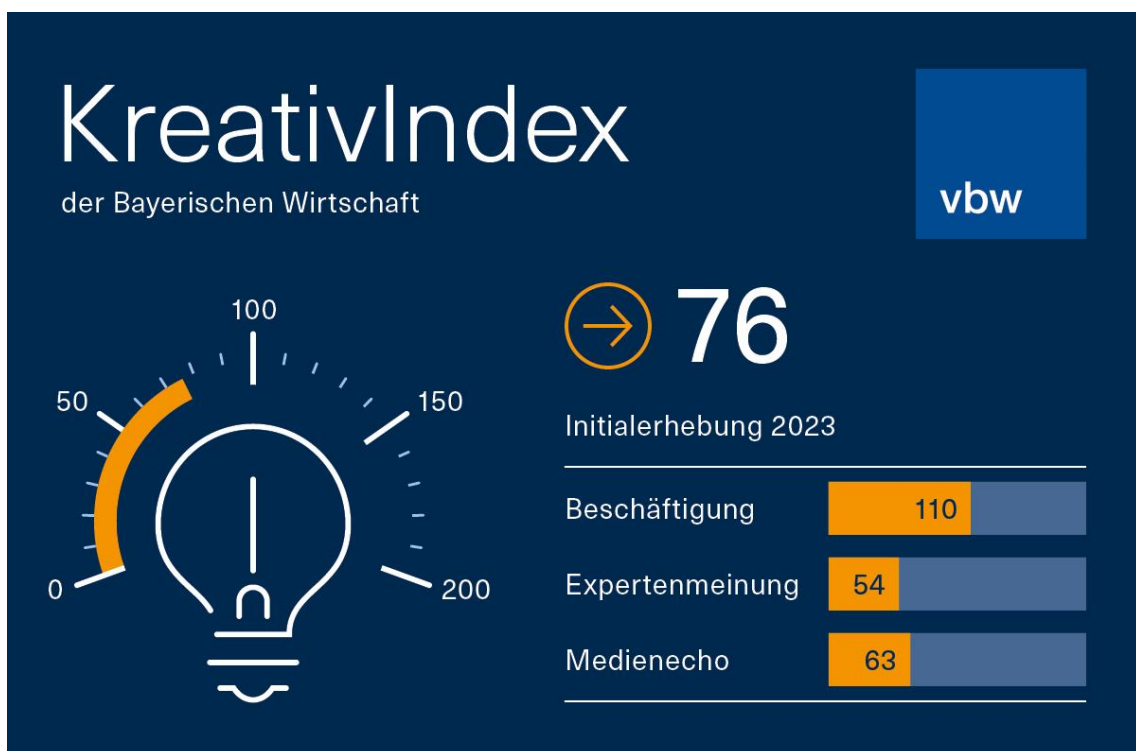 KreativIndex
der Bayerischen Wirtschaft
vbw
100
50
150
0
200
76
Initialerhebung 2023
Beschäftigung 110
Expertenmeinung 54
Medienecho 63